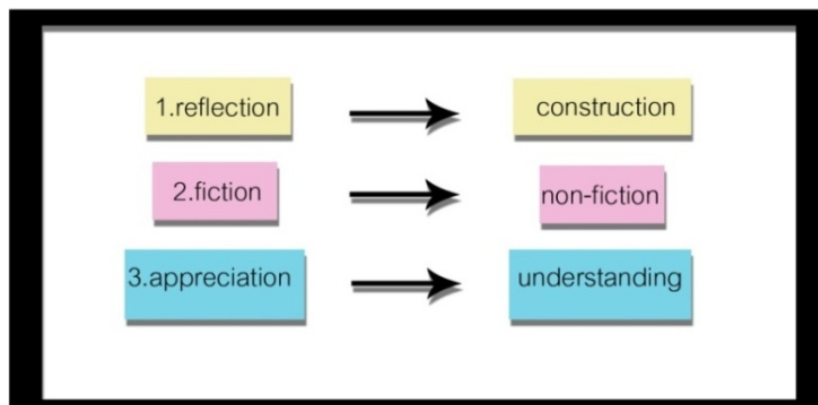 1.reflection construction
2.fiction non-fiction
3.appreciation understanding